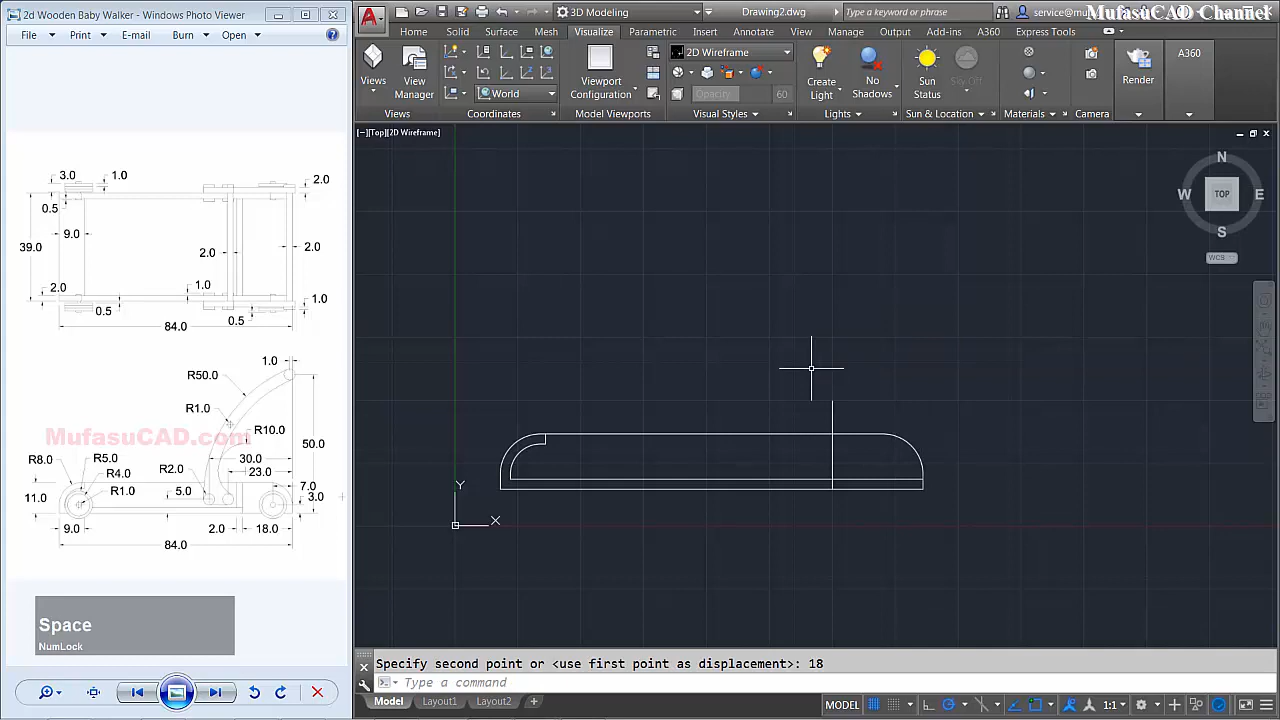 2d Wooden Baby Walker - Windows Photo Viewer
File Print E-mail Burn Open
3.0 1.0 2.0
0.5
9.0
39.0 2.0 2.0
2.0 1.0
0.5 0.5 1.0
84.0
1.0
R50.0
R1.0
R10.0
MufasuCAD.com
50.0
30.0
R8.0 R5.0 R2.0 23.0
R4.0
11.0 R1.0 5.0 7.0
3.0
9.0 2.0 18.0
84.0
Space
NumLock
3D Modeling Drawing2.dwg Type a keyword or phrase
MufasuCAD Channel
Home Solid Surface Mesh Visualize Parametric Insert Annotate View Manage Output Add-ins A360 Express Tools
2D Wireframe
A360
Views View Manager
World
Viewport Configuration
Opacity 60
Create Light No Shadows Sun Status Sky Off
Render
Views Coordinates Model Viewports Visual Styles Lights Sun & Location Materials Camera
[−][Top][2D Wireframe]
N
W TOP E
S
WCS
Y
X
Specify second point or <use first point as displacement>: 18
Type a command
Model Layout1 Layout2 +
MODEL 1:1